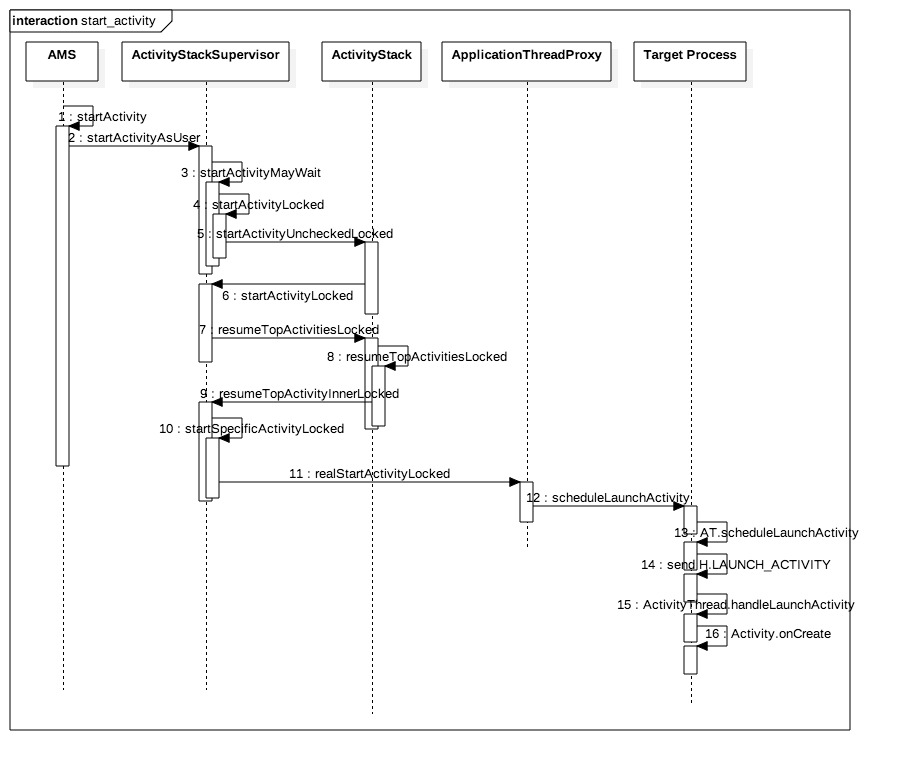 interaction start_activity
AMS
ActivityStackSupervisor
ActivityStack
ApplicationThreadProxy
Target Process
1 : startActivity
2 : startActivityAsUser
3 : startActivityMayWait
4 : startActivityLocked
5 : startActivityUncheckedLocked
6 : startActivityLocked
7 : resumeTopActivitiesLocked
8 : resumeTopActivitiesLocked
9 : resumeTopActivityInnerLocked
10 : startSpecificActivityLocked
11 : realStartActivityLocked
12 : scheduleLaunchActivity
13 : AT.scheduleLaunchActivity
14 : send H.LAUNCH_ACTIVITY
15 : ActivityThread.handleLaunchActivity
16 : Activity.onCreate